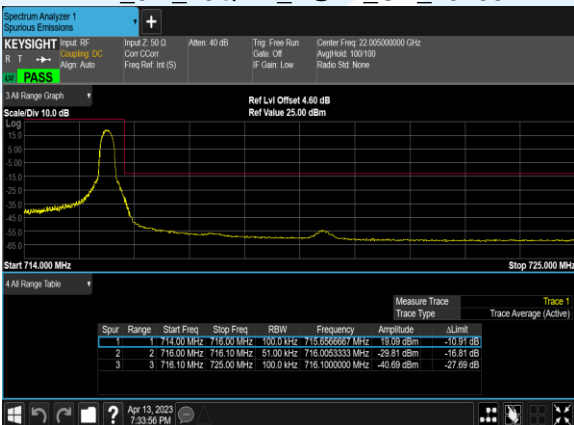 Spectrum Analyzer 1
Spurious Emissions
+
KEYSIGHT Input: RF Input Z: 50 Ω Atten: 40 dB Trig: Free Run Center Freq: 22.005000000 GHz
R T Coupling: DC Corr CCorr Gate: Off Avg|Hold: 100/100
Align: Auto Freq Ref: Int (S) IF Gain: Low Radio Std: None
PASS
3 All Range Graph
Ref Lvl Offset 4.60 dB
Scale/Div 10.0 dB Ref Value 25.00 dBm
Log
15.0
5.00
-5.00
-15.0
-25.0
-35.0
-45.0
-55.0
-65.0
Start 714.000 MHz Stop 725.000 MHz
4 All Range Table
Measure Trace Trace 1
Trace Type Trace Average (Active)
Spur Range Start Freq Stop Freq RBW Frequency Amplitude ΔLimit
1 1 714.00 MHz 716.00 MHz 100.0 kHz 715.6566667 MHz 19.09 dBm -10.91 dB
2 2 716.00 MHz 716.10 MHz 51.00 kHz 716.0053333 MHz -29.81 dBm -16.81 dB
3 3 716.10 MHz 725.00 MHz 100.0 kHz 716.1000000 MHz -40.69 dBm -27.69 dB
? Apr 13, 2023
7:33:56 PM